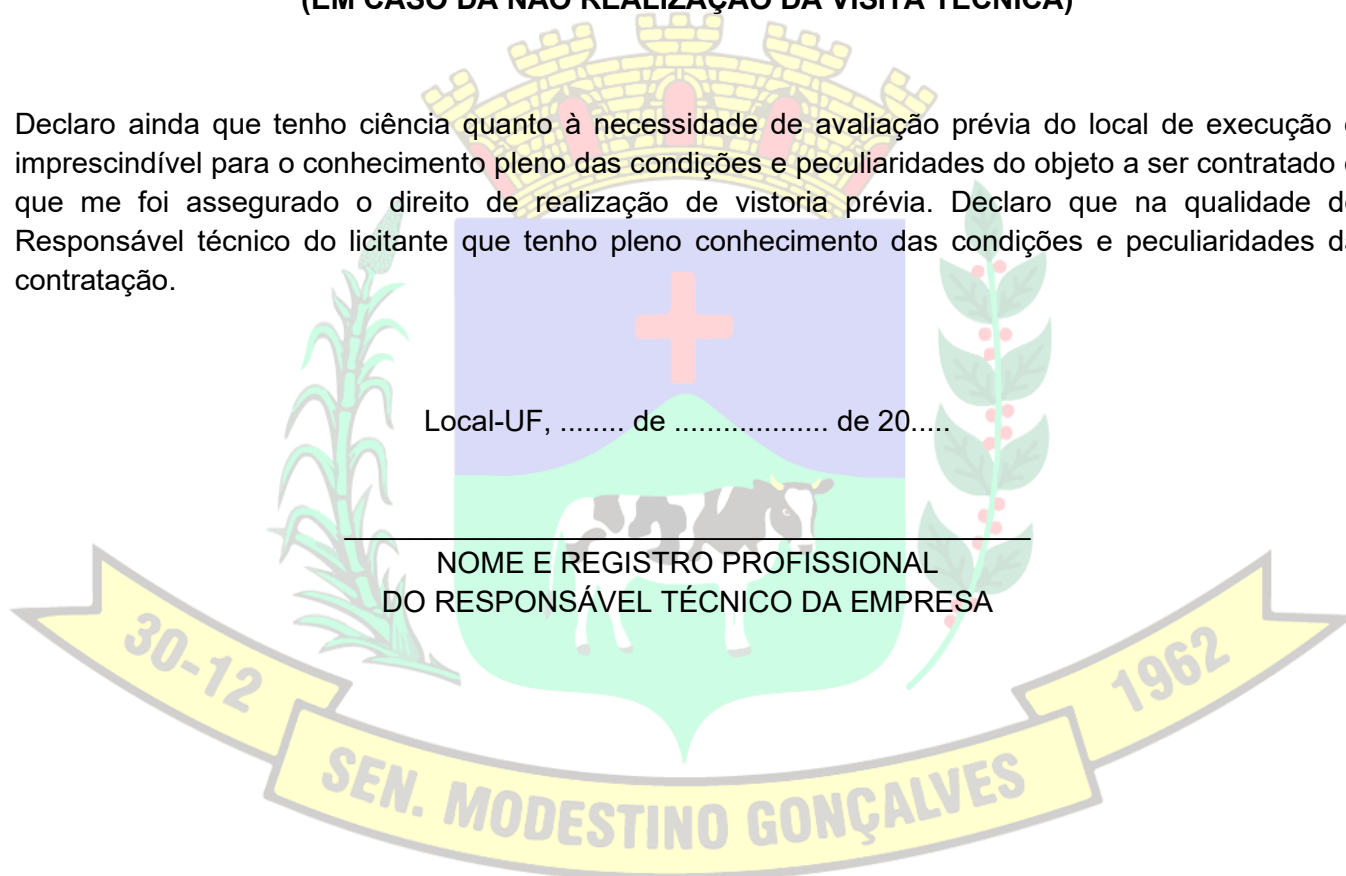 (EM CASO DA NÃO REALIZAÇÃO DA VISITA TÉCNICA)
Declaro ainda que tenho ciência quanto à necessidade de avaliação prévia do local de execução é
imprescindível para o conhecimento pleno das condições e peculiaridades do objeto a ser contratado e
que me foi assegurado o direito de realização de vistoria prévia. Declaro que na qualidade de
Responsável técnico do licitante que tenho pleno conhecimento das condições e peculiaridades da
contratação.
Local-UF, ........ de ................... de 20.....
NOME E REGISTRO PROFISSIONAL
DO RESPONSÁVEL TÉCNICO DA EMPRESA
30-12
SEN. MODESTINO GONÇALVES
1962